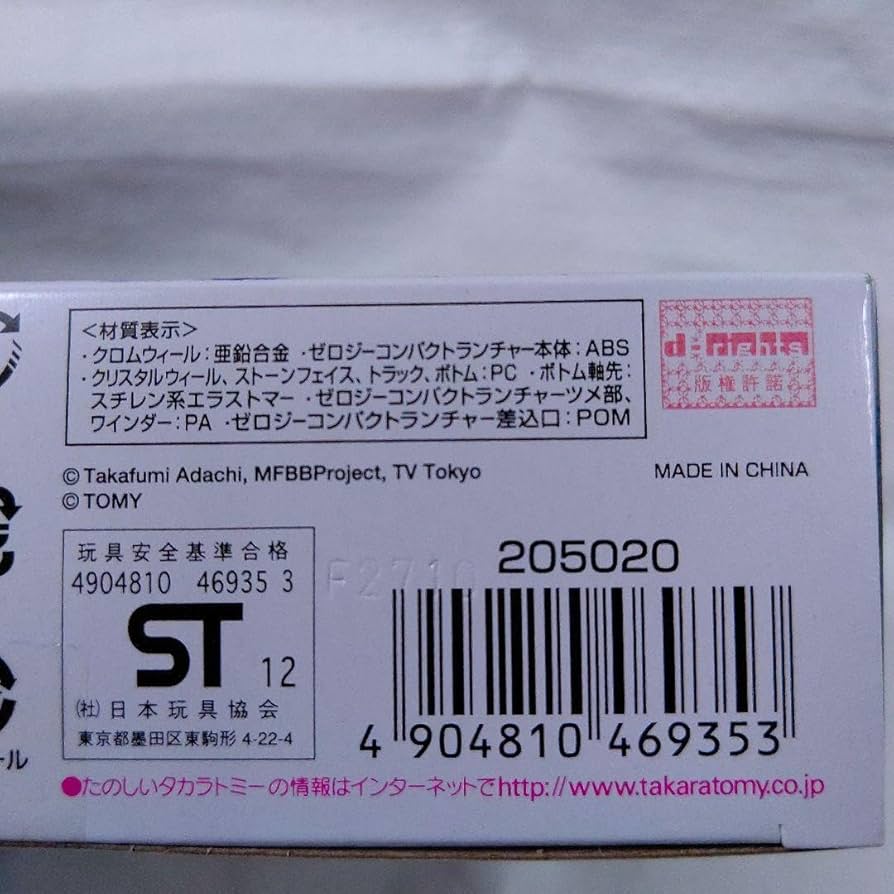 <材質表示>
・クロムウィール：亜鉛合金 ・ゼロジーコンパクトランチャー本体：ABS
・クリスタルウィール、ストーンフェイス、トラック、ボトム：PC ・ボトム軸先：
スチレン系エラストマー ・ゼロジーコンパクトランチャーツメ部、
ワインダー：PA ・ゼロジーコンパクトランチャー差込口：POM
d-rights
版権許諾
© Takafumi Adachi, MFBBProject, TV Tokyo
© TOMY
MADE IN CHINA
玩具安全基準合格
4904810 46935 3
ST 12
(社)日本玩具協会
東京都墨田区東駒形 4-22-4
F2710
205020
4 904810 469353
ール
●たのしいタカラトミーの情報はインターネットでhttp://www.takaratomy.co.jp